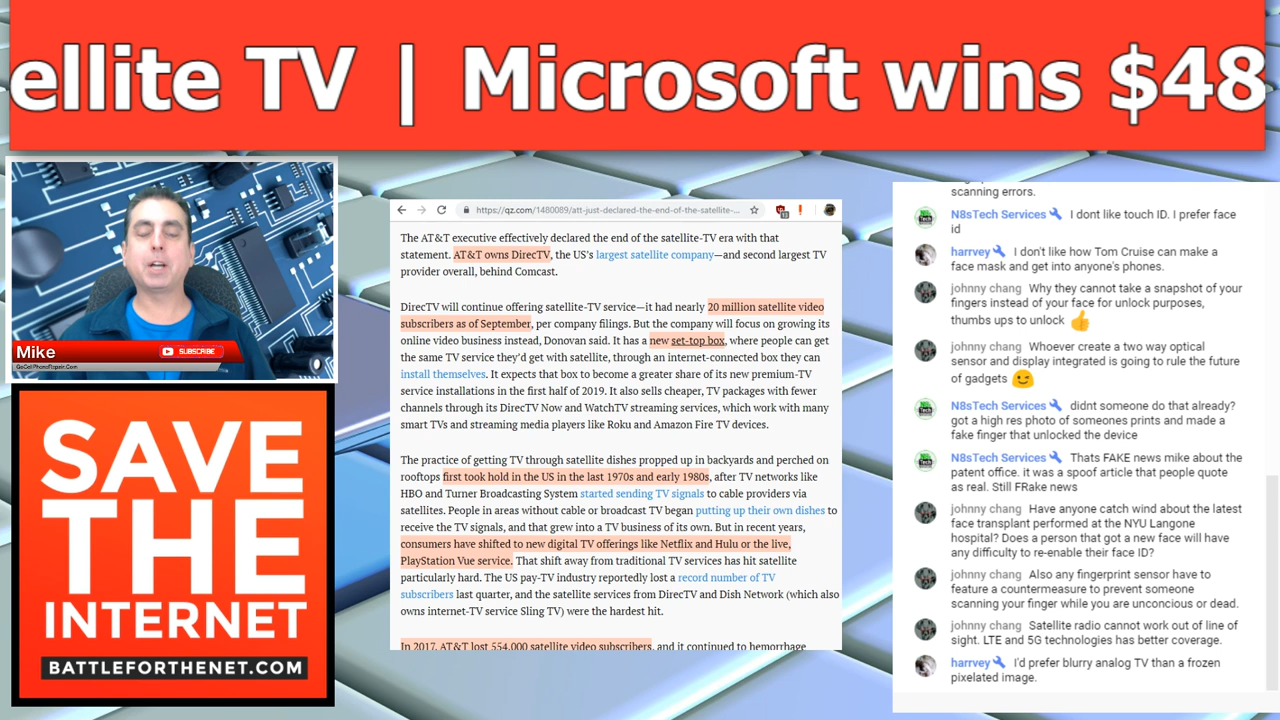 ellite TV | Microsoft wins $48
Mike
SUBSCRIBE
GoCellPhoneRepair.Com
SAVE
THE
INTERNET
BATTLEFORTHENET.COM
https://qz.com/1480089/att-just-declared-the-end-of-the-satellite-...
The AT&T executive effectively declared the end of the satellite-TV era with that
statement. AT&T owns DirecTV, the US's largest satellite company—and second largest TV
provider overall, behind Comcast.
DirecTV will continue offering satellite-TV service—it had nearly 20 million satellite video
subscribers as of September, per company filings. But the company will focus on growing its
online video business instead, Donovan said. It has a new set-top box, where people can get
the same TV service they'd get with satellite, through an internet-connected box they can
install themselves. It expects that box to become a greater share of its new premium-TV
service installations in the first half of 2019. It also sells cheaper, TV packages with fewer
channels through its DirecTV Now and WatchTV streaming services, which work with many
smart TVs and streaming media players like Roku and Amazon Fire TV devices.
The practice of getting TV through satellite dishes propped up in backyards and perched on
rooftops first took hold in the US in the last 1970s and early 1980s, after TV networks like
HBO and Turner Broadcasting System started sending TV signals to cable providers via
satellites. People in areas without cable or broadcast TV began putting up their own dishes to
receive the TV signals, and that grew into a TV business of its own. But in recent years,
consumers have shifted to new digital TV offerings like Netflix and Hulu or the live,
PlayStation Vue service. That shift away from traditional TV services has hit satellite
particularly hard. The US pay-TV industry reportedly lost a record number of TV
subscribers last quarter, and the satellite services from DirecTV and Dish Network (which also
owns internet-TV service Sling TV) were the hardest hit.
In 2017, AT&T lost 554,000 satellite video subscribers, and it continued to hemorrhage
scanning errors.
N8sTech Services I dont like touch ID. I prefer face
id
harrvey I don't like how Tom Cruise can make a
face mask and get into anyone's phones.
johnny chang Why they cannot take a snapshot of your
fingers instead of your face for unlock purposes,
thumbs ups to unlock 👍
johnny chang Whoever create a two way optical
sensor and display integrated is going to rule the future
of gadgets 😉
N8sTech Services didnt someone do that already?
got a high res photo of someones prints and made a
fake finger that unlocked the device
N8sTech Services Thats FAKE news mike about the
patent office. it was a spoof article that people quote
as real. Still FRake news
johnny chang Have anyone catch wind about the latest
face transplant performed at the NYU Langone
hospital? Does a person that got a new face will have
any difficulty to re-enable their face ID?
johnny chang Also any fingerprint sensor have to
feature a countermeasure to prevent someone
scanning your finger while you are unconcious or dead.
johnny chang Satellite radio cannot work out of line of
sight. LTE and 5G technologies has better coverage.
harrvey I'd prefer blurry analog TV than a frozen
pixelated image.